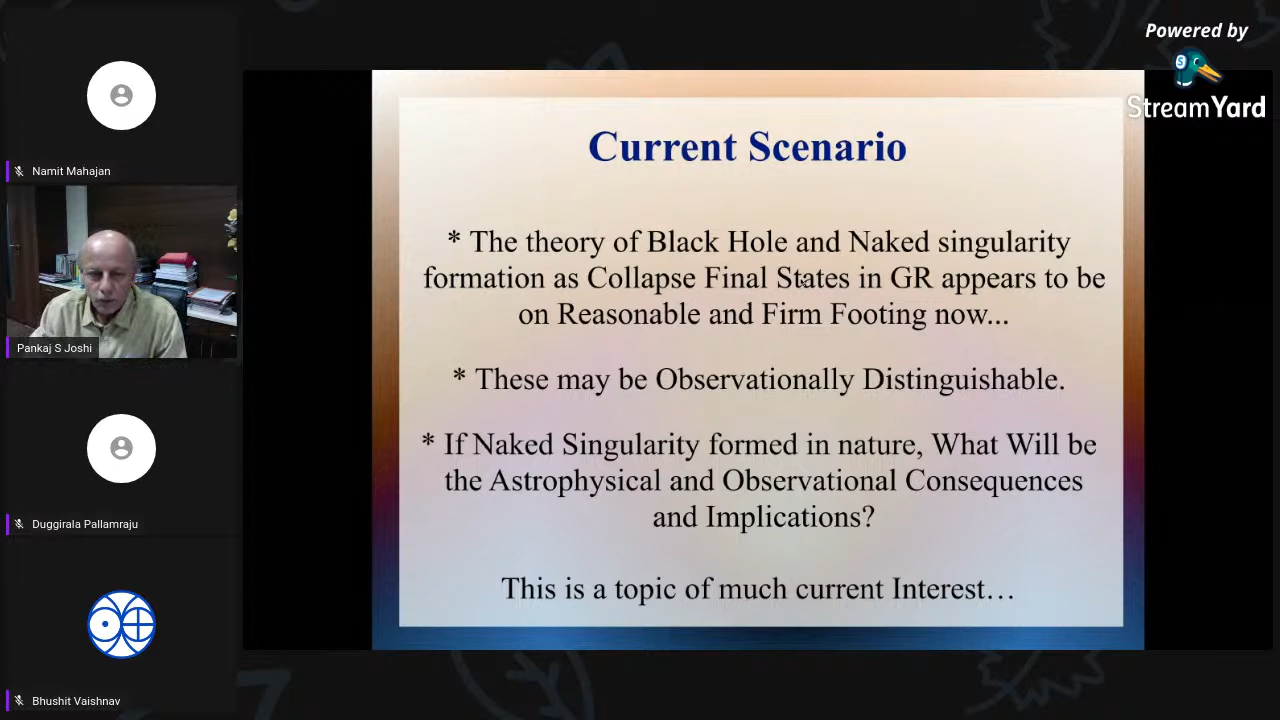 Powered by
StreamYard
Namit Mahajan
Pankaj S Joshi
Duggirala Pallamraju
Bhushit Vaishnav
Current Scenario
* The theory of Black Hole and Naked singularity
formation as Collapse Final States in GR appears to be
on Reasonable and Firm Footing now...
* These may be Observationally Distinguishable.
* If Naked Singularity formed in nature, What Will be
the Astrophysical and Observational Consequences
and Implications?
This is a topic of much current Interest…